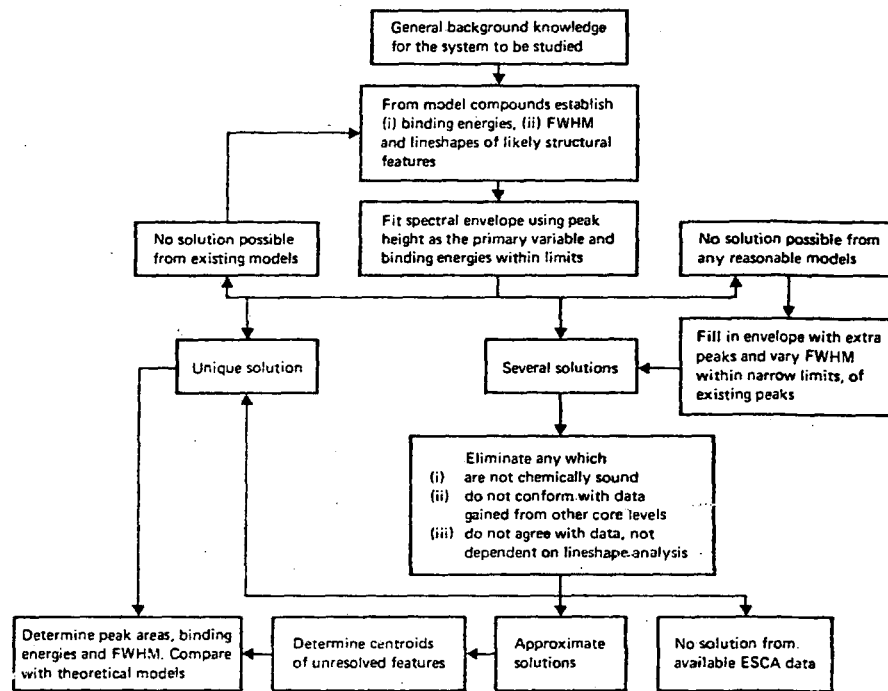 General background knowledge
for the system to be studied
From model compounds establish
(i) binding energies, (ii) FWHM
and lineshapes of likely structural
features
No solution possible
from existing models
Fit spectral envelope using peak
height as the primary variable and
binding energies within limits
No solution possible from
any reasonable models
Unique solution
Several solutions
Fill in envelope with extra
peaks and vary FWHM
within narrow limits, of
existing peaks
Eliminate any which
(i) are not chemically sound
(ii) do not conform with data
gained from other core levels
(iii) do not agree with data, not
dependent on lineshape analysis
Determine peak areas, binding
energies and FWHM. Compare
with theoretical models
Determine centroids
of unresolved features
Approximate
solutions
No solution from
available ESCA data